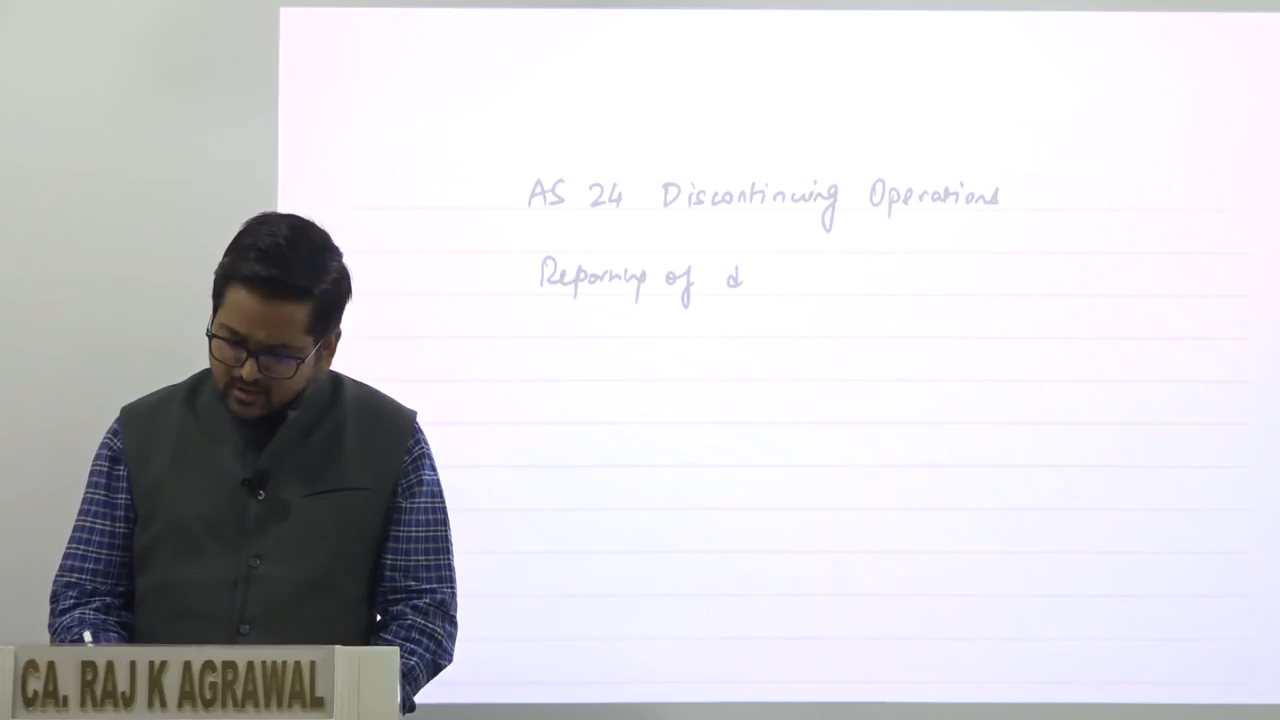 AS 24 Discontinuing Operations
Reporting of d
CA. RAJ K AGRAWAL